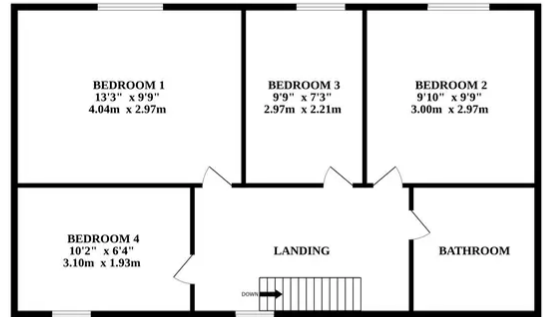 BEDROOM 1
13'3" x 9'9"
4.04m x 2.97m
BEDROOM 3
9'9" x 7'3"
2.97m x 2.21m
BEDROOM 2
9'10" x 9'9"
3.00m x 2.97m
BEDROOM 4
10'2" x 6'4"
3.10m x 1.93m
LANDING
BATHROOM
DOWN